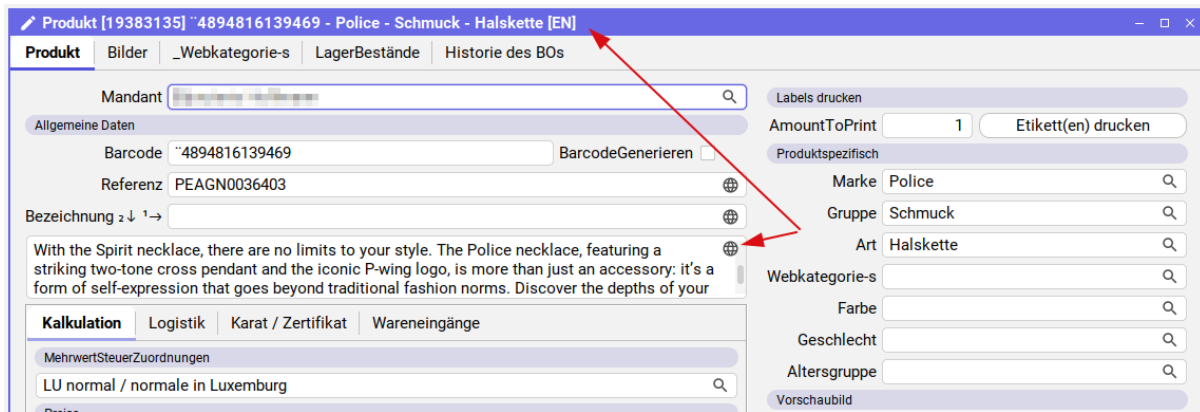 Produkt [19383135] ¨4894816139469 - Police - Schmuck - Halskette [EN]
Produkt Bilder _Webkategorie-s LagerBestände Historie des BOs
Mandant
Allgemeine Daten
Barcode ¨4894816139469 BarcodeGenerieren
Referenz PEAGN0036403
Bezeichnung ₂↓ ¹→
With the Spirit necklace, there are no limits to your style. The Police necklace, featuring a
striking two-tone cross pendant and the iconic P-wing logo, is more than just an accessory: it’s a
form of self-expression that goes beyond traditional fashion norms. Discover the depths of your
Kalkulation Logistik Karat / Zertifikat Wareneingänge
MehrwertSteuerZuordnungen
LU normal / normale in Luxemburg
Preise
Labels drucken
AmountToPrint 1 Etikett(en) drucken
Produktspezifisch
Marke Police
Gruppe Schmuck
Art Halskette
Webkategorie-s
Farbe
Geschlecht
Altersgruppe
Vorschaubild